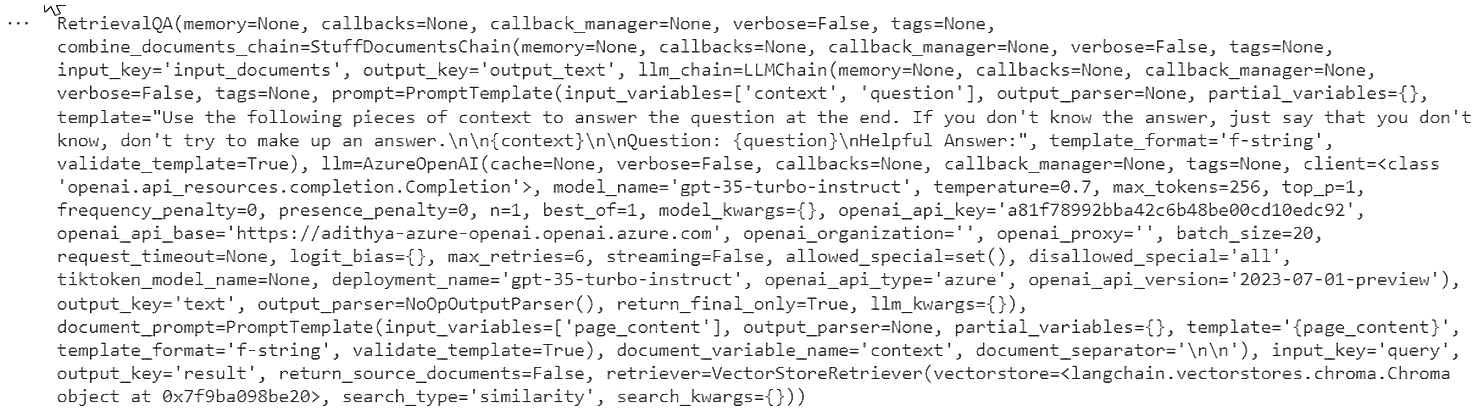 ... RetrievalQA(memory=None, callbacks=None, callback_manager=None, verbose=False, tags=None,
combine_documents_chain=StuffDocumentsChain(memory=None, callbacks=None, callback_manager=None, verbose=False, tags=None,
input_key='input_documents', output_key='output_text', llm_chain=LLMChain(memory=None, callbacks=None, callback_manager=None,
verbose=False, tags=None, prompt=PromptTemplate(input_variables=['context', 'question'], output_parser=None, partial_variables={},
template="Use the following pieces of context to answer the question at the end. If you don't know the answer, just say that you don't
know, don't try to make up an answer.\n\n{context}\n\nQuestion: {question}\nHelpful Answer:", template_format='f-string',
validate_template=True), llm=AzureOpenAI(cache=None, verbose=False, callbacks=None, callback_manager=None, tags=None, client=<class
'openai.api_resources.completion.Completion'>, model_name='gpt-35-turbo-instruct', temperature=0.7, max_tokens=256, top_p=1,
frequency_penalty=0, presence_penalty=0, n=1, best_of=1, model_kwargs={}, openai_api_key='a81f78992bba42c6b48be00cd10edc92',
openai_api_base='https://adithya-azure-openai.openai.azure.com', openai_organization='', openai_proxy='', batch_size=20,
request_timeout=None, logit_bias={}, max_retries=6, streaming=False, allowed_special=set(), disallowed_special='all',
tiktoken_model_name=None, deployment_name='gpt-35-turbo-instruct', openai_api_type='azure', openai_api_version='2023-07-01-preview'),
output_key='text', output_parser=NoOpOutputParser(), return_final_only=True, llm_kwargs={}),
document_prompt=PromptTemplate(input_variables=['page_content'], output_parser=None, partial_variables={}, template='{page_content}',
template_format='f-string', validate_template=True), document_variable_name='context', document_separator='\n\n'), input_key='query',
output_key='result', return_source_documents=False, retriever=VectorStoreRetriever(vectorstore=<langchain.vectorstores.chroma.Chroma
object at 0x7f9ba098be20>, search_type='similarity', search_kwargs={}))